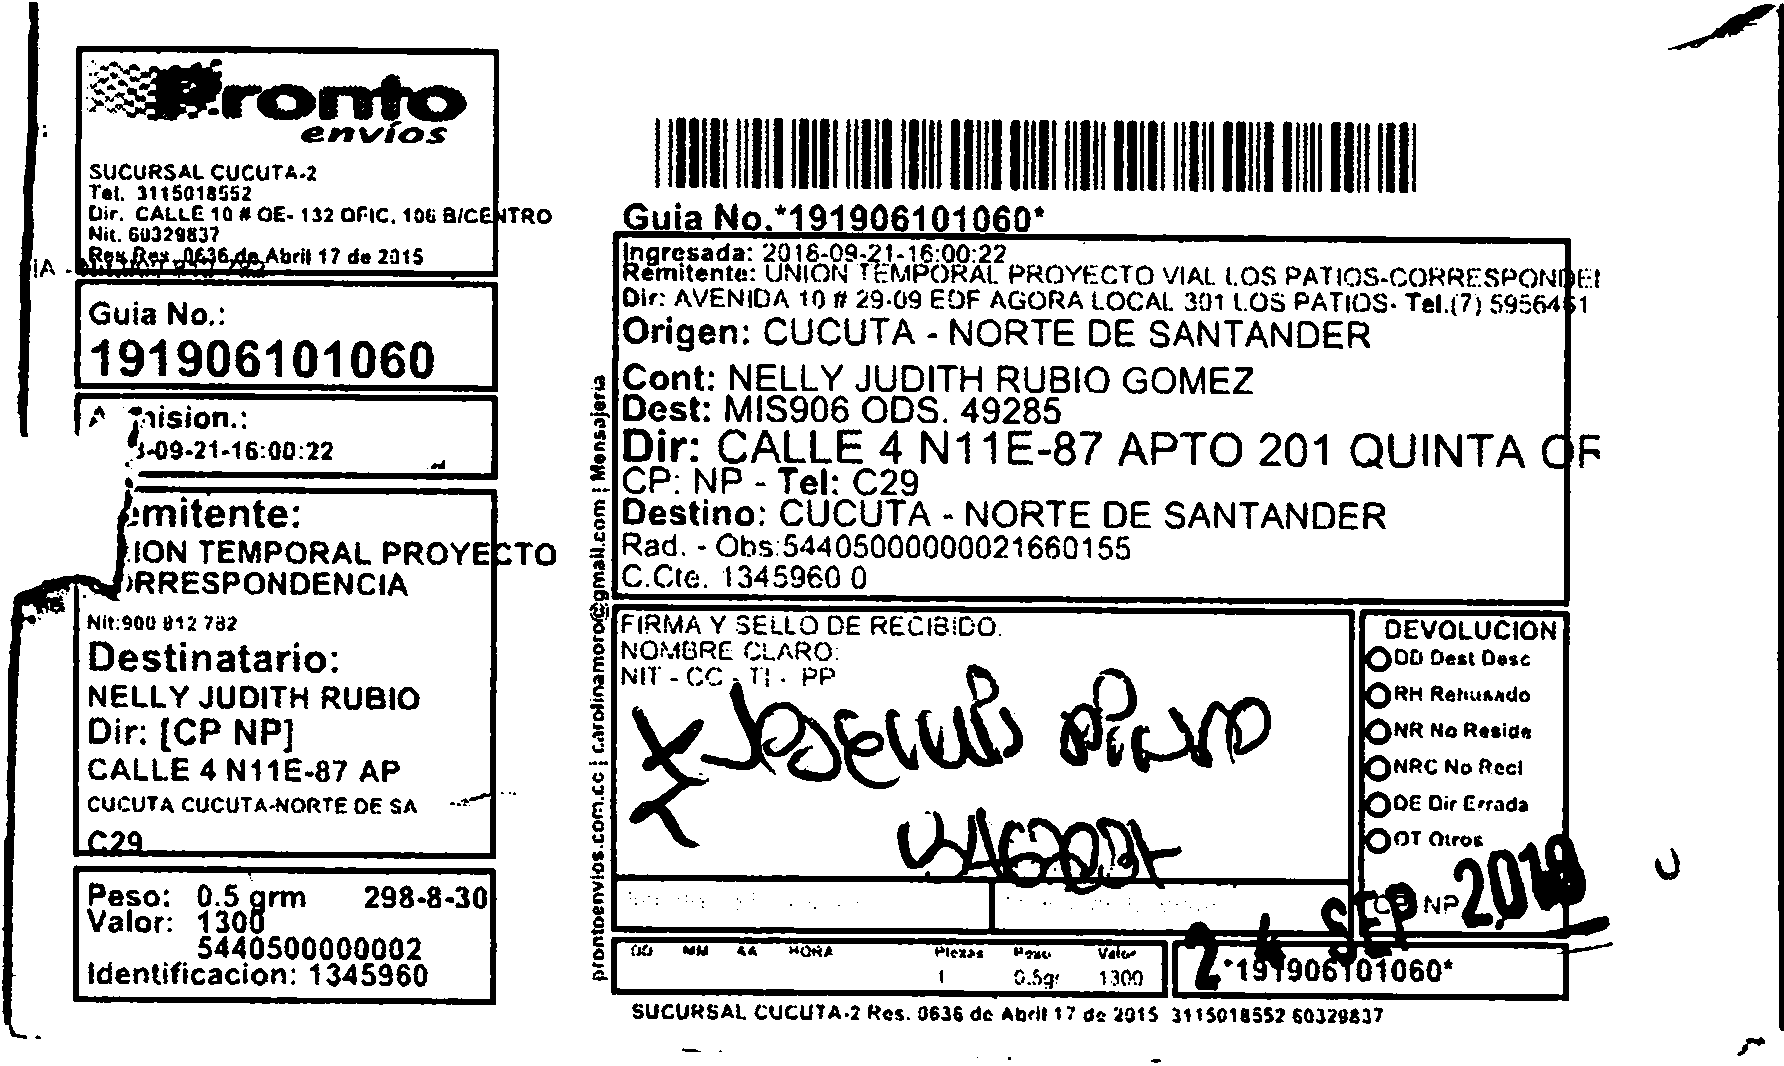 Pronto
envíos
SUCURSAL CUCUTA-2
Tel. 3115018552
Dir. CALLE 10 # OE- 132 OFIC. 106 B/CENTRO
Nit. 60329837
Res Res. 0636 de Abril 17 de 2015
Guia No.:
191906101060
mision.:
-09-21-16:00:22
emitente:
ION TEMPORAL PROYECTO
ORRESPONDENCIA
Nit:900 812 782
Destinatario:
NELLY JUDITH RUBIO
Dir: [CP NP]
CALLE 4 N11E-87 AP
CUCUTA CUCUTA-NORTE DE SA
C29
Peso: 0.5 grm 298-8-30
Valor: 1300
5440500000002
Identificacion: 1345960
prontoenvios.com.co | carolinamoro@gmail.com | Mensajeria
Guia No.*191906101060*
Ingresada: 2018-09-21-16:00:22
Remitente: UNION TEMPORAL PROYECTO VIAL LOS PATIOS-CORRESPONDEI
Dir: AVENIDA 10 # 29-09 EDF AGORA LOCAL 301 LOS PATIOS- Tel.(7) 5956451
Origen: CUCUTA - NORTE DE SANTANDER
Cont: NELLY JUDITH RUBIO GOMEZ
Dest: MIS906 ODS. 49285
Dir: CALLE 4 N11E-87 APTO 201 QUINTA OF
CP: NP - Tel: C29
Destino: CUCUTA - NORTE DE SANTANDER
Rad. - Obs:54405000000021660155
C.Cte. 1345960 0
FIRMA Y SELLO DE RECIBIDO.
NOMBRE CLARO:
NIT - CC - TI - PP
DEVOLUCION
DD Dest Desc
RH Rehusado
NR No Reside
NRC No Recl
DE Dir Errada
OT Otros
CP: NP
24 SEP 2018
DD MM AA HORA Piezas Peso Valor
1 0.5gr 1300
*191906101060*
SUCURSAL CUCUTA-2 Res. 0636 de Abril 17 de 2015 3115018552 60329837